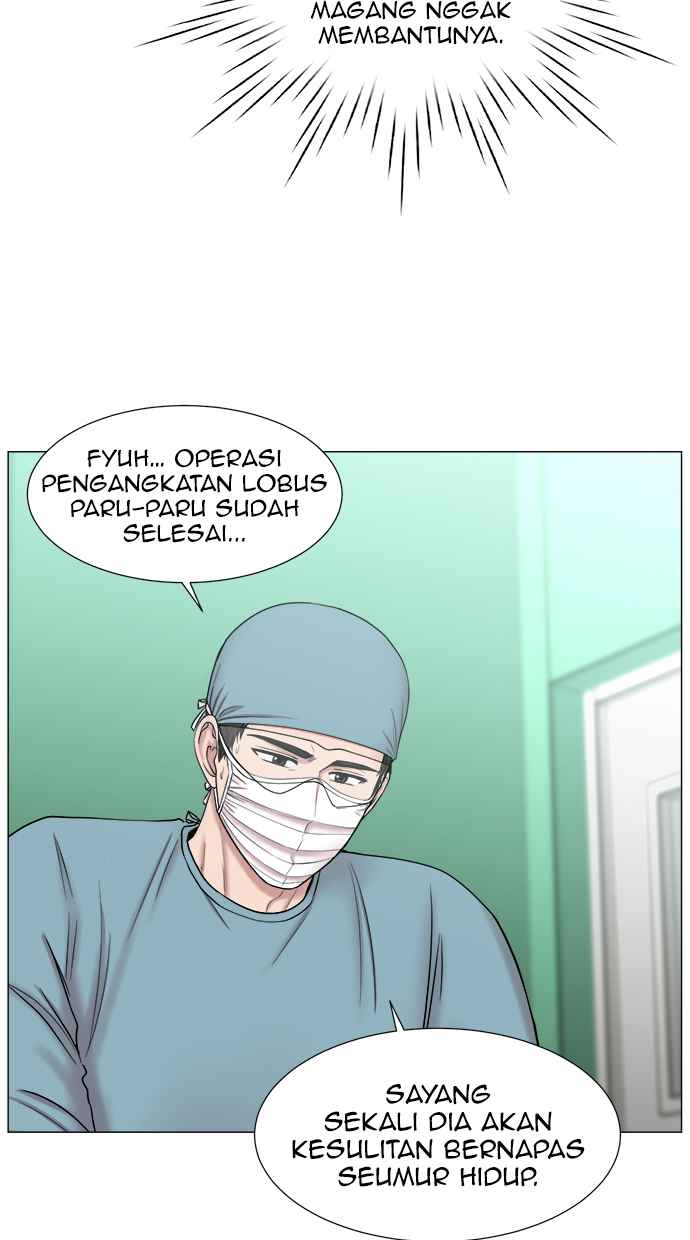 MAGANG NGGAK
MEMBANTUNYA.
FYUH... OPERASI
PENGANGKATAN LOBUS
PARU-PARU SUDAH
SELESAI...
SAYANG
SEKALI DIA AKAN
KESULITAN BERNAPAS
SEUMUR HIDUP.